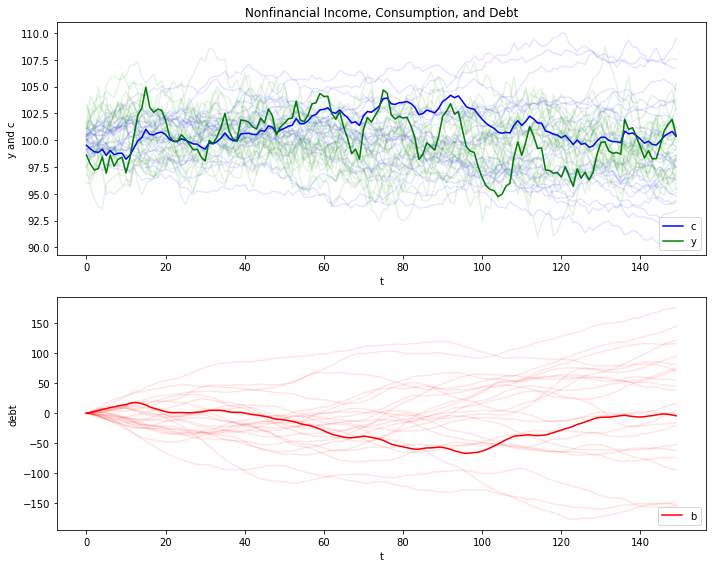 Nonfinancial Income, Consumption, and Debt
110.0
107.5
105.0
102.5
100.0
97.5
95.0
92.5
90.0
y and c
0 20 40 60 80 100 120 140
t
c
y
150
100
50
0
−50
−100
−150
debt
0 20 40 60 80 100 120 140
t
b